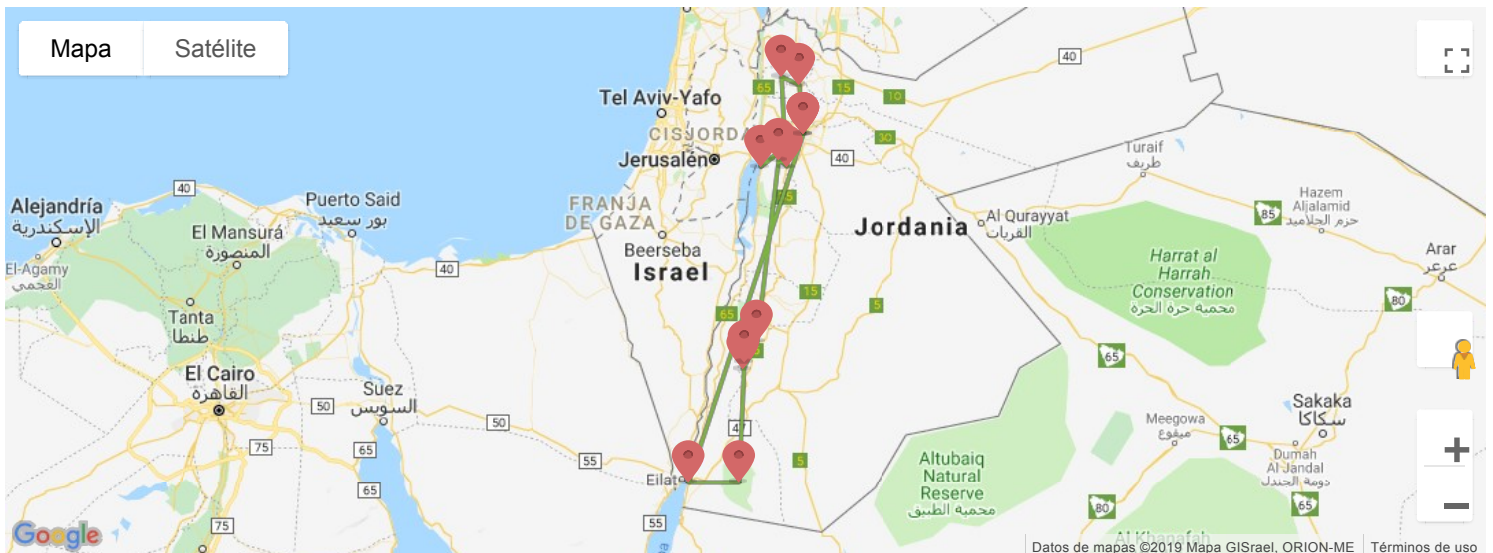 Mapa
Satélite
40
65
15
10
Tel Aviv-Yafo
CISJORDA
30
Jerusalén
40
Turaif
طريف
40
Puerto Said
بور سعيد
Alejandría
الإسكندرية
El Mansurá
المنصورة
FRANJA
DE GAZA
Jordania
Al Qurayyat
القريات
Hazem
Aljalamid
حزم الجلاميد
85
Beerseba
Israel
Arar
عرعر
El-Agamy
العجمي
40
Harrat al
Harrah
Conservation
محمية حرة الحرة
15
5
80
Tanta
طنطا
65
65
El Cairo
القاهرة
Suez
السويس
50
50
Sakaka
سكاكا
Meegowa
ميقوع
65
47
75
55
65
Eilat
5
Altubaiq
Natural
Reserve
محمية الطبيق
Dumah
Al Jandal
دومة الجندل
65
80
75
55
Google
Al Khanafah
Datos de mapas ©2019 Mapa GISrael, ORION-ME
Términos de uso